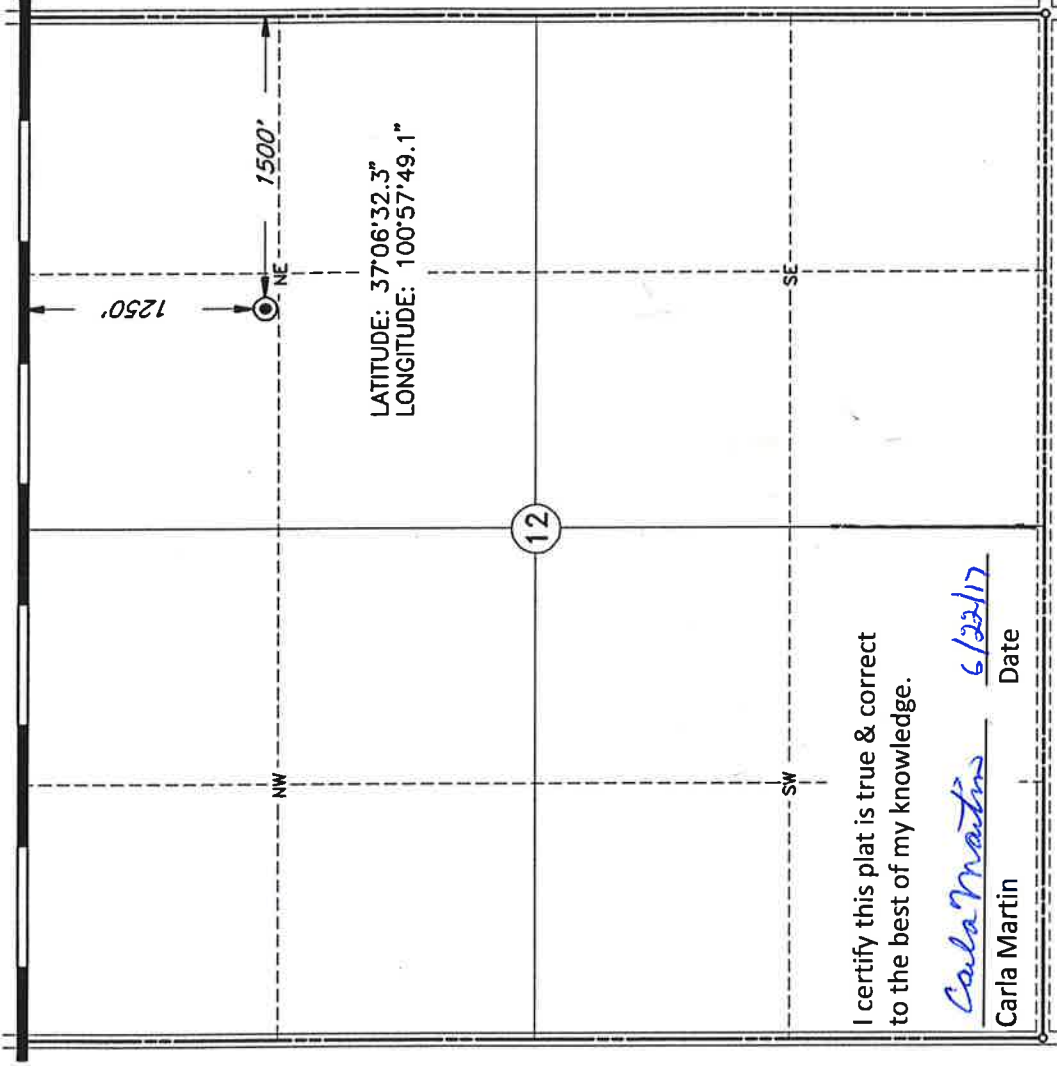 1250'
1500'
NW
NE
LATITUDE: 37°06'32.3"
LONGITUDE: 100°57'49.1"
12
SW
SE
I certify this plat is true & correct
to the best of my knowledge.
Carla Martin 6/22/17
Carla Martin Date